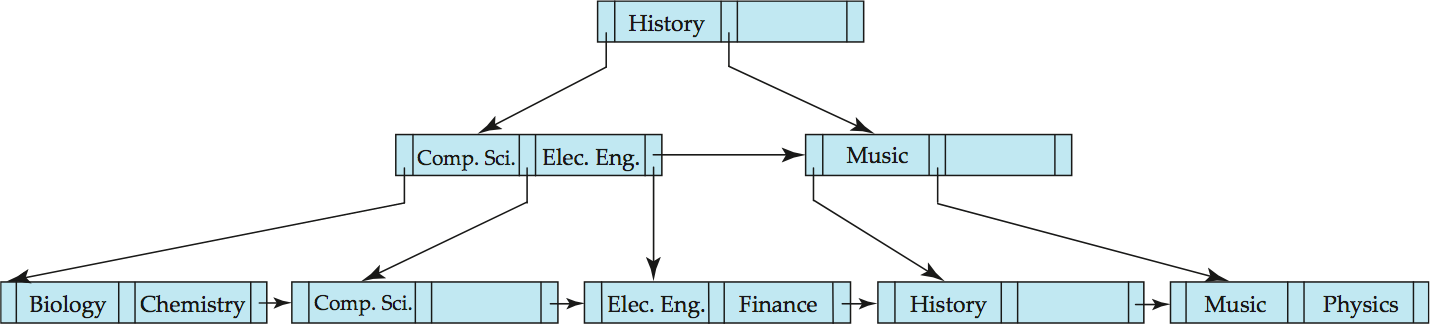 History
Comp. Sci. Elec. Eng. Music
Biology Chemistry Comp. Sci. Elec. Eng. Finance History Music Physics